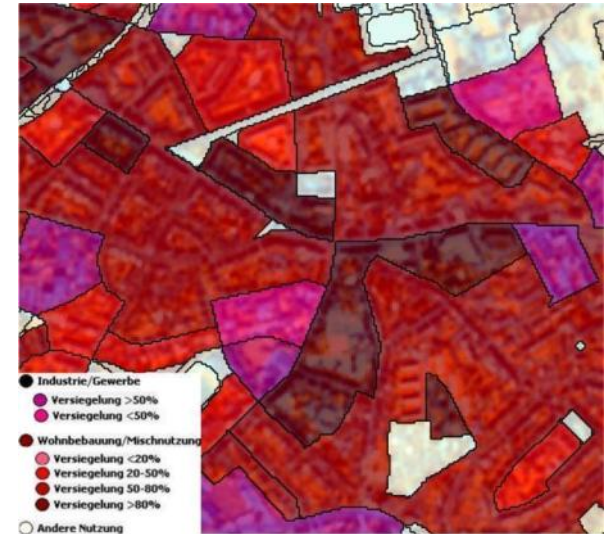 Industrie/Gewerbe
Versiegelung >50%
Versiegelung <50%
Wohnbebauung/Mischnutzung
Versiegelung <20%
Versiegelung 20-50%
Versiegelung 50-80%
Versiegelung >80%
Andere Nutzung